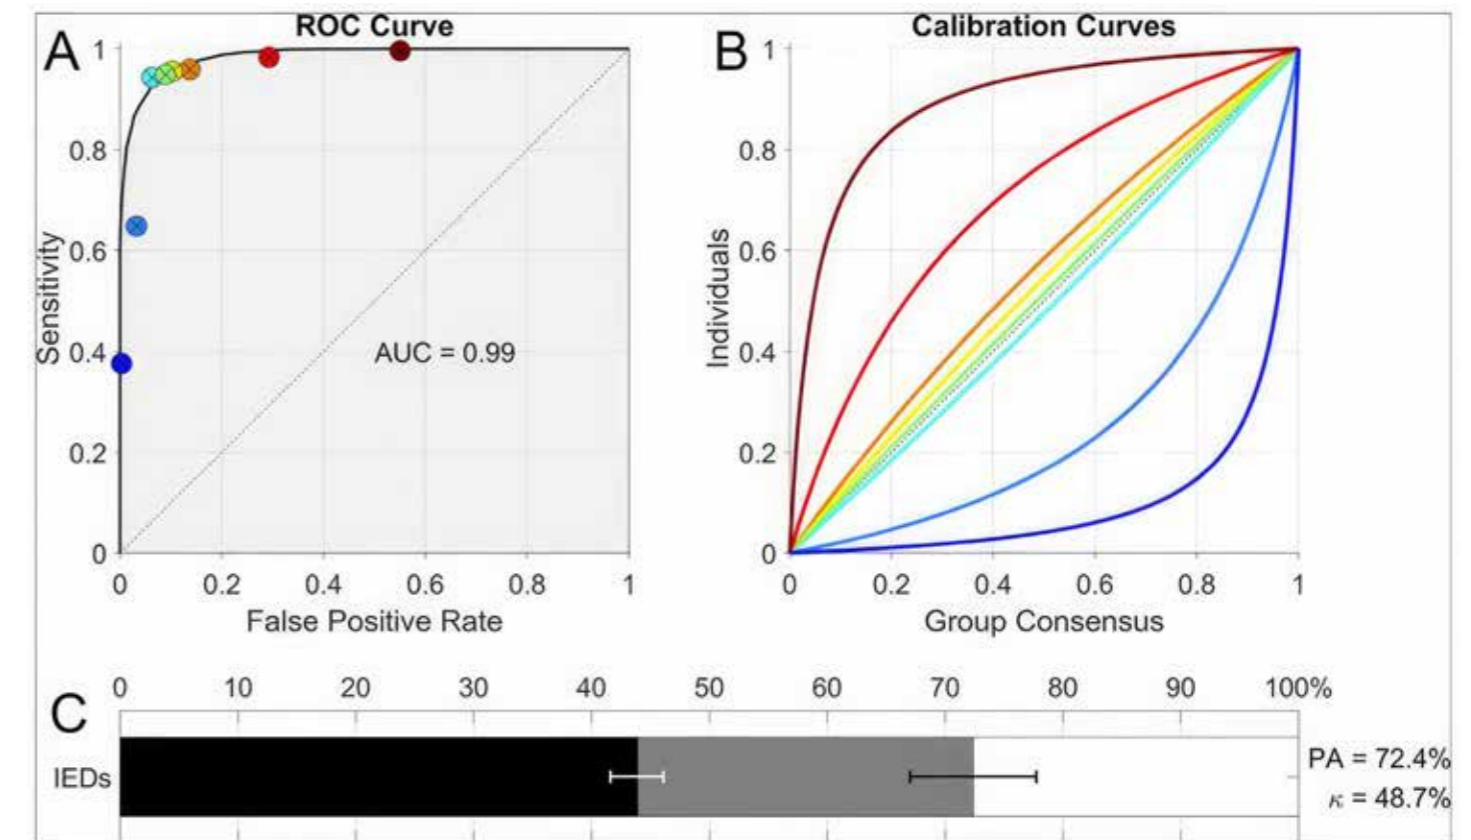 A
ROC Curve
1
0.8
0.6
0.4
0.2
0
Sensitivity
AUC = 0.99
0 0.2 0.4 0.6 0.8 1
False Positive Rate
B
Calibration Curves
1
0.8
0.6
0.4
0.2
0
Individuals
0 0.2 0.4 0.6 0.8 1
Group Consensus
C
0 10 20 30 40 50 60 70 80 90 100%
IEDs
PA = 72.4%
κ = 48.7%